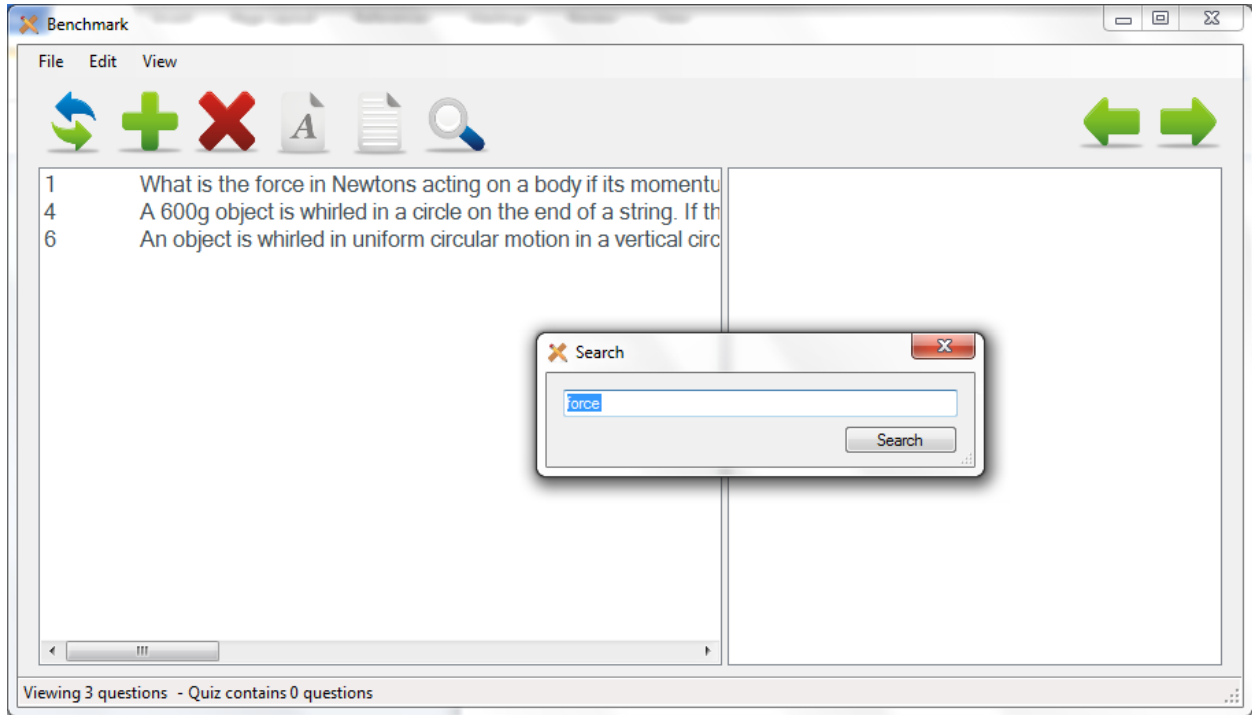 Benchmark
File Edit View
A
1 What is the force in Newtons acting on a body if its momentu
4 A 600g object is whirled in a circle on the end of a string. If th
6 An object is whirled in uniform circular motion in a vertical circ
Search
force
Search
Viewing 3 questions - Quiz contains 0 questions